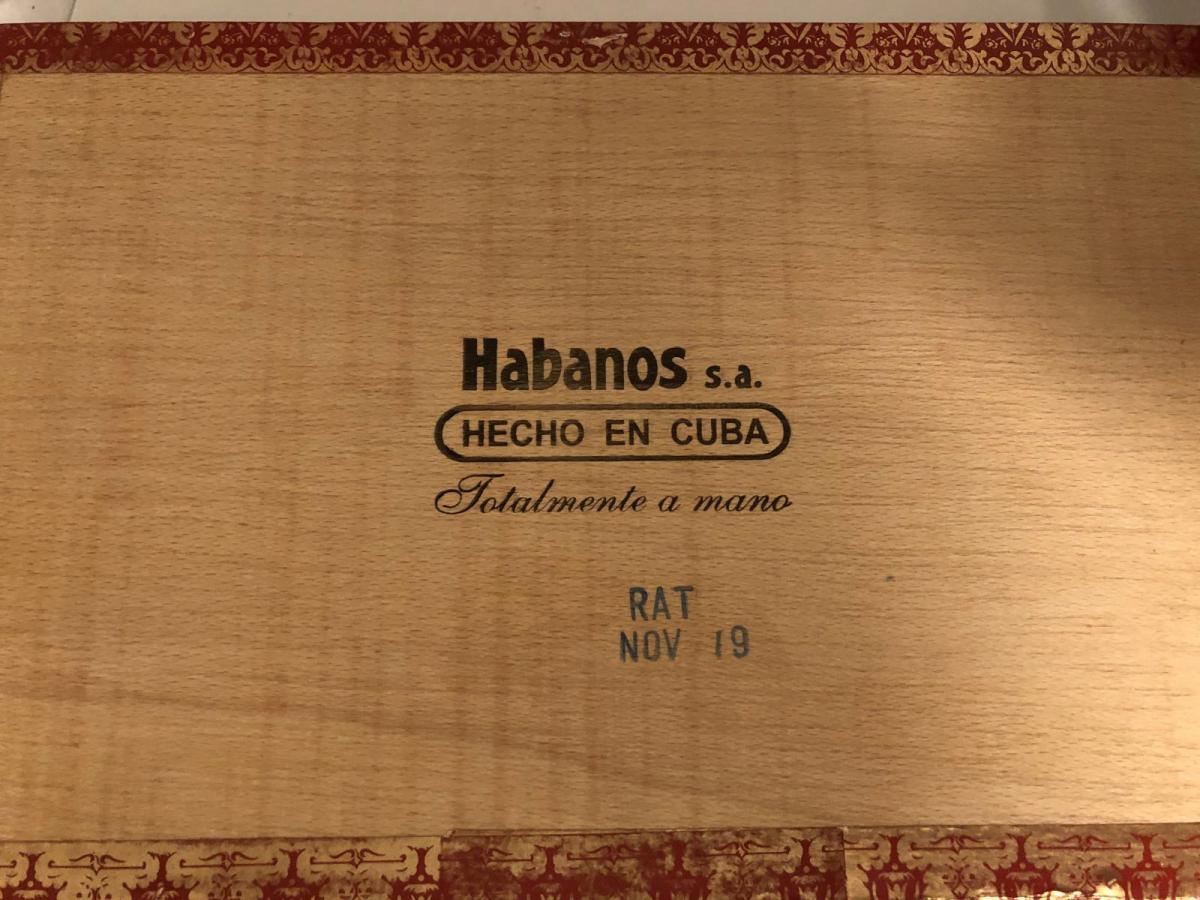 Habanos s.a.
HECHO EN CUBA
Totalmente a mano
RAT
NOV 19